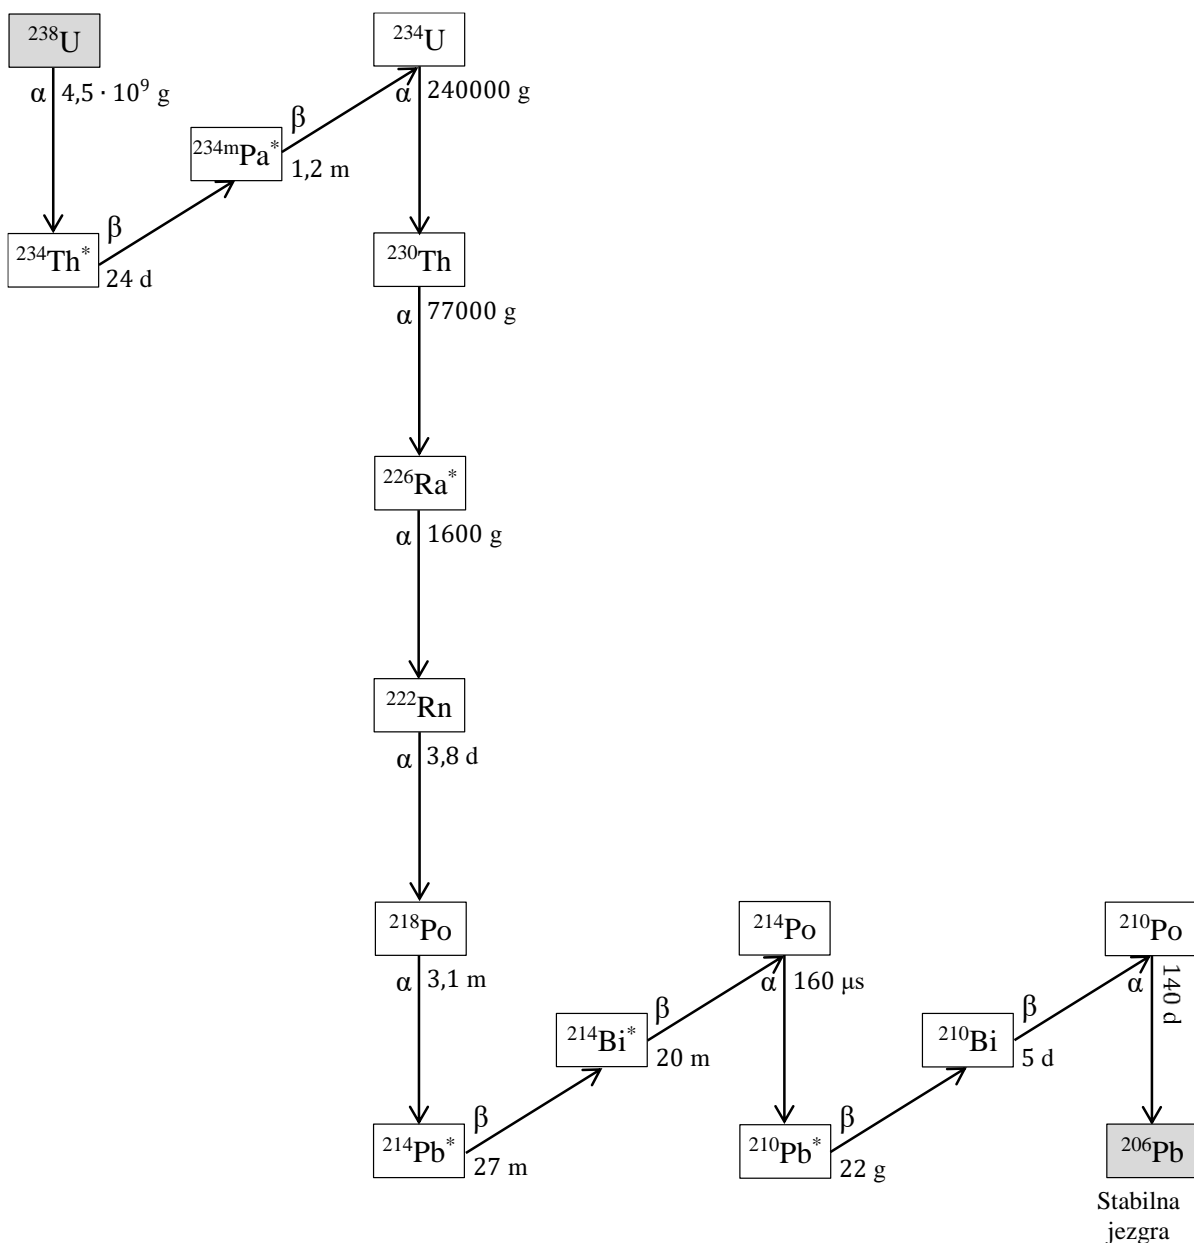 ²³⁸U
²³⁴U
α 4,5 · 10⁹ g
α 240000 g
β
²³⁴ᵐPa*
1,2 m
β
²³⁴Th*
24 d
²³⁰Th
α 77000 g
²²⁶Ra*
α 1600 g
²²²Rn
α 3,8 d
²¹⁸Po
²¹⁴Po
²¹⁰Po
α 3,1 m
α 160 μs
α 140 d
β
²¹⁴Bi*
20 m
β
²¹⁰Bi
5 d
β
²¹⁴Pb*
27 m
β
²¹⁰Pb*
22 g
²⁰⁶Pb
Stabilna
jezgra